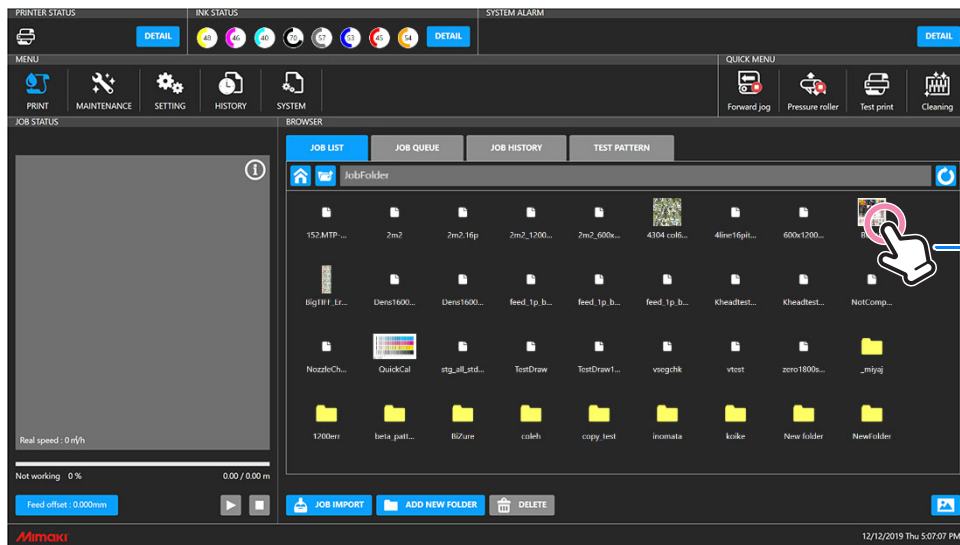 PRINTER STATUS
INK STATUS
SYSTEM ALARM
DETAIL
48 46 40 70 57 53 45 54
DETAIL
DETAIL
MENU
QUICK MENU
PRINT
MAINTENANCE
SETTING
HISTORY
SYSTEM
Forward jog
Pressure roller
Test print
Cleaning
JOB STATUS
BROWSER
JOB LIST
JOB QUEUE
JOB HISTORY
TEST PATTERN
JobFolder
152.MTP-... 2m2 2m2.16p 2m2_1200... 2m2_600x... 4304 col6... 4line16pit... 600x1200...
BigTIFF_Er... Dens1600... Dens1600... feed_1p_b... feed_1p_b... feed_1p_b... Kheadtest... Kheadtest... NotComp...
NozzleCh... QuickCal stg_all_std... TestDraw TestDraw1... vsegchk vtest zero1800s... _miyaj
1200err beta_patt... BiZure coleh copy_test inomata koike New folder NewFolder
Real speed : 0 m²/h
Not working 0 %
0.00 / 0.00 m
Feed offset : 0.000mm
JOB IMPORT
ADD NEW FOLDER
DELETE
Mimaki
12/12/2019 Thu 5:07:07 PM